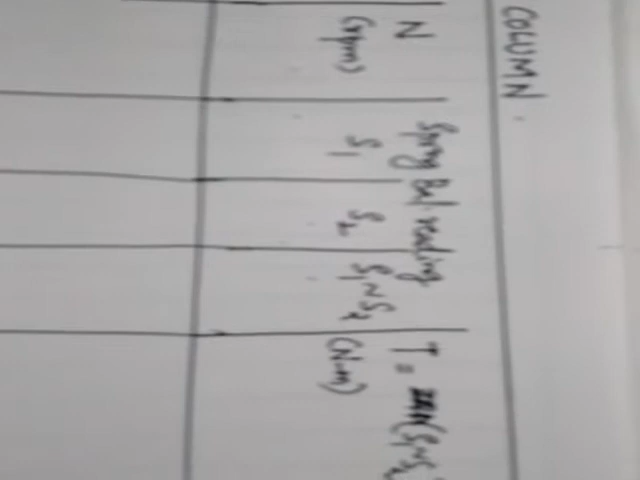 COLUMN
N
(rpm)
Spring Bal reading
S1
S2
S1~S2
T =
(N-m)